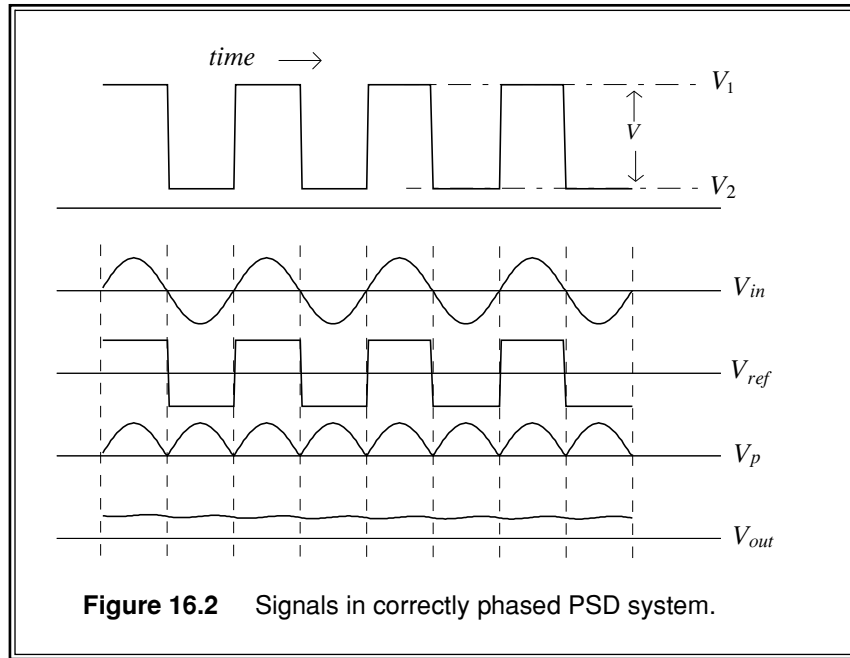 time
V1
V
V2
Vin
Vref
Vp
Vout
Figure 16.2 Signals in correctly phased PSD system.